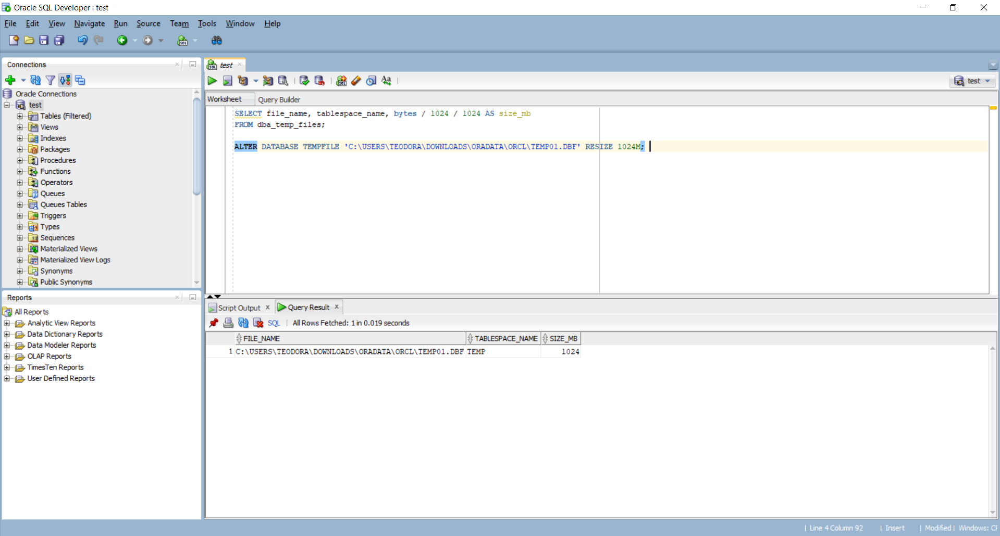 Oracle SQL Developer : test
File Edit View Navigate Run Source Team Tools Window Help
Connections
Oracle Connections
test
Tables (Filtered)
Views
Indexes
Packages
Procedures
Functions
Operators
Queues
Queues Tables
Triggers
Types
Sequences
Materialized Views
Materialized View Logs
Synonyms
Public Synonyms
Reports
All Reports
Analytic View Reports
Data Dictionary Reports
Data Modeler Reports
OLAP Reports
TimesTen Reports
User Defined Reports
test
test
Worksheet Query Builder
SELECT file_name, tablespace_name, bytes / 1024 / 1024 AS size_mb
FROM dba_temp_files;
ALTER DATABASE TEMPFILE 'C:\USERS\TEODORA\DOWNLOADS\ORADATA\ORCL\TEMP01.DBF' RESIZE 1024M;
Script Output Query Result
SQL | All Rows Fetched: 1 in 0.019 seconds
FILE_NAME TABLESPACE_NAME SIZE_MB
1 C:\USERS\TEODORA\DOWNLOADS\ORADATA\ORCL\TEMP01.DBF TEMP 1024
| Line 4 Column 92 | Insert | Modified | Windows: CF